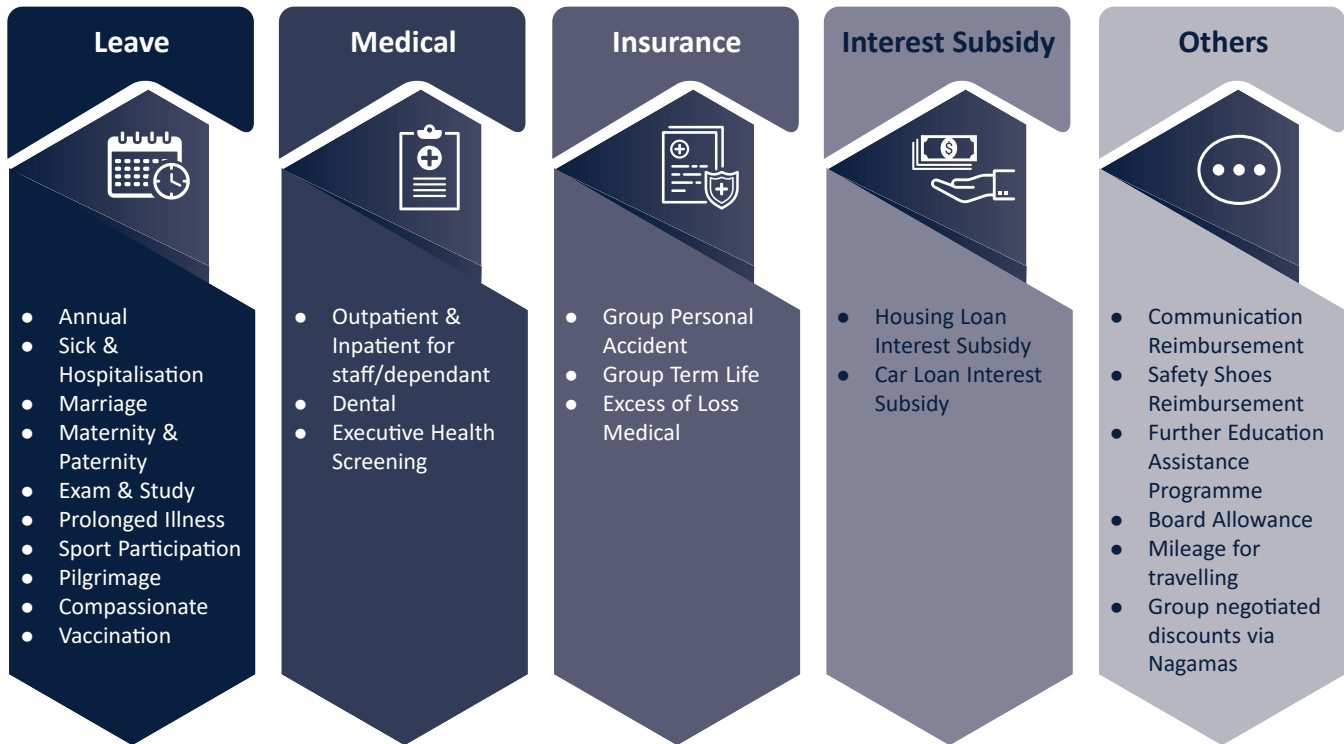 Leave
Annual
Sick &
Hospitalisation
Marriage
Maternity &
Paternity
Exam & Study
Prolonged Illness
Sport Participation
Pilgrimage
Compassionate
Vaccination
Medical
Outpatient &
Inpatient for
staff/dependant
Dental
Executive Health
Screening
Insurance
Group Personal
Accident
Group Term Life
Excess of Loss
Medical
Interest Subsidy
$
Housing Loan
Interest Subsidy
Car Loan Interest
Subsidy
Others
Communication
Reimbursement
Safety Shoes
Reimbursement
Further Education
Assistance
Programme
Board Allowance
Mileage for
travelling
Group negotiated
discounts via
Nagamas